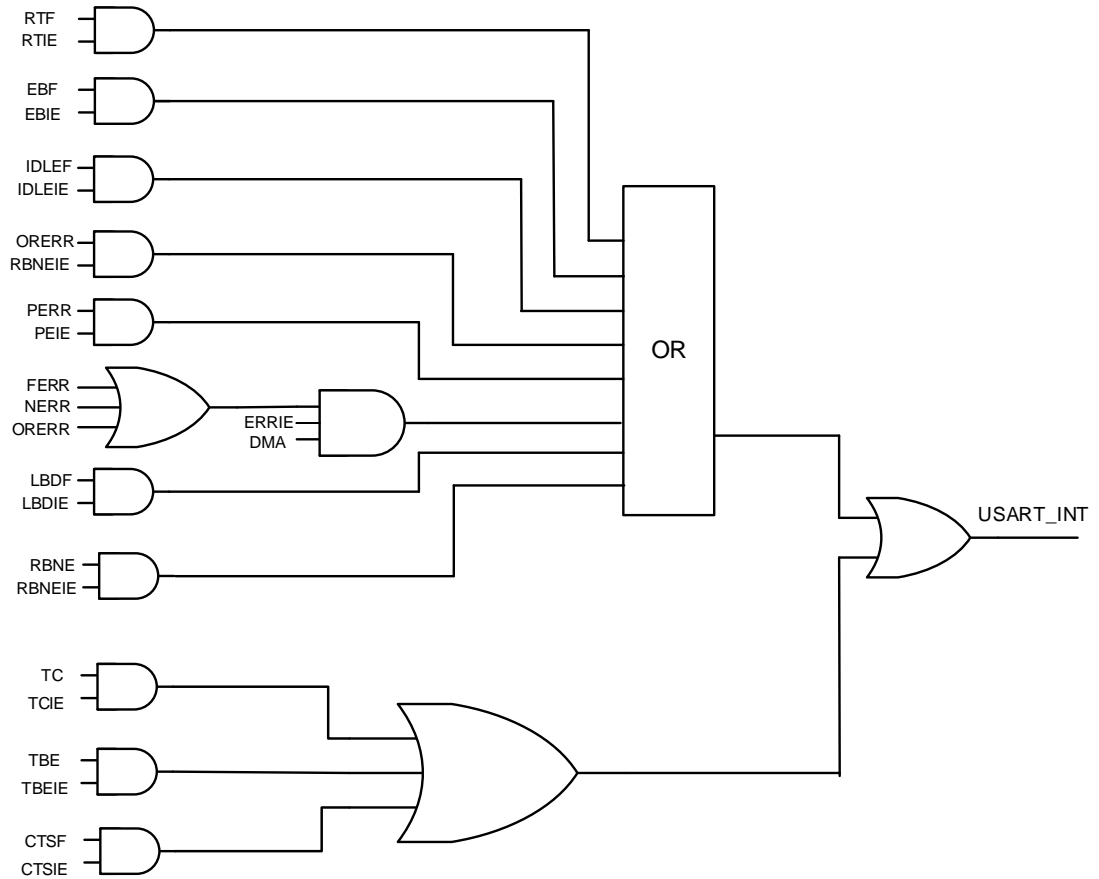 RTF
RTIE
EBF
EBIE
IDLEF
IDLEIE
ORERR
RBNEIE
PERR
PEIE
OR
FERR
NERR
ORERR
ERRIE
DMA
LBDF
LBDIE
USART_INT
RBNE
RBNEIE
TC
TCIE
TBE
TBEIE
CTSF
CTSIE